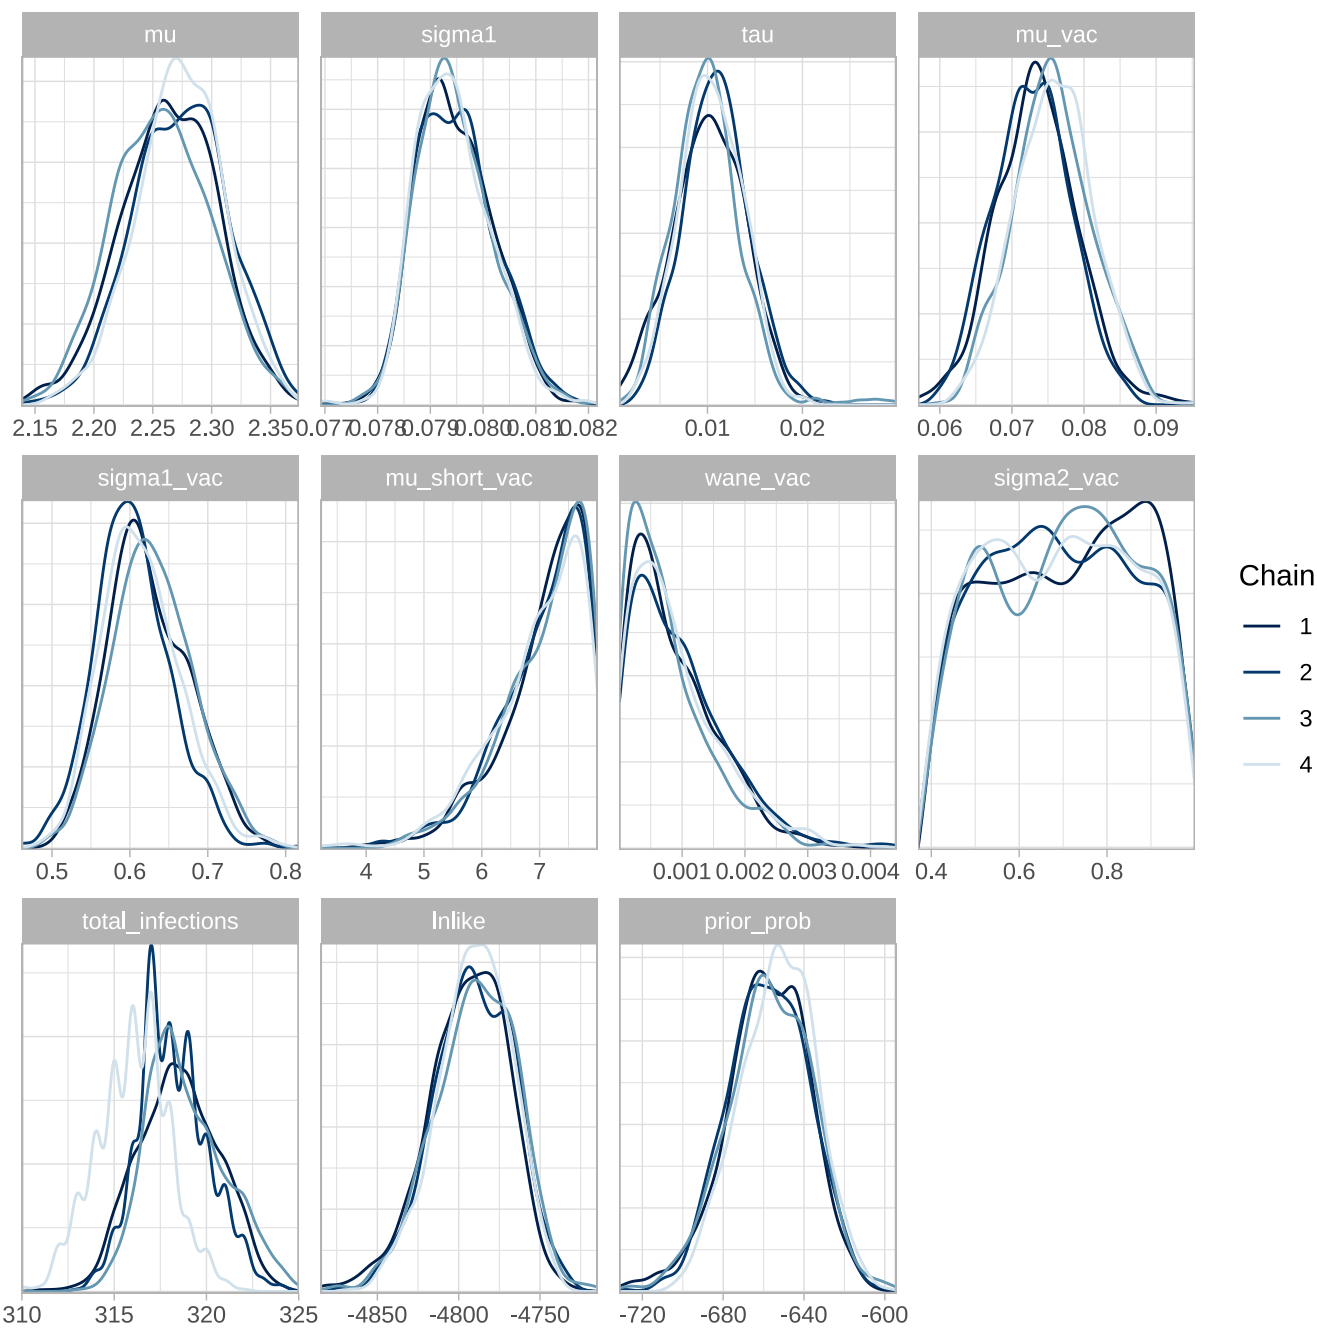 mu sigma1 tau mu_vac
2.15 2.20 2.25 2.30 2.35 0.077 0.078 0.079 0.080 0.081 0.082 0.01 0.02 0.06 0.07 0.08 0.09
sigma1_vac mu_short_vac wane_vac sigma2_vac
0.5 0.6 0.7 0.8 4 5 6 7 0.001 0.002 0.003 0.004 0.4 0.6 0.8
Chain
1
2
3
4
total_infections lnlike prior_prob
310 315 320 325 -4850 -4800 -4750 -720 -680 -640 -600